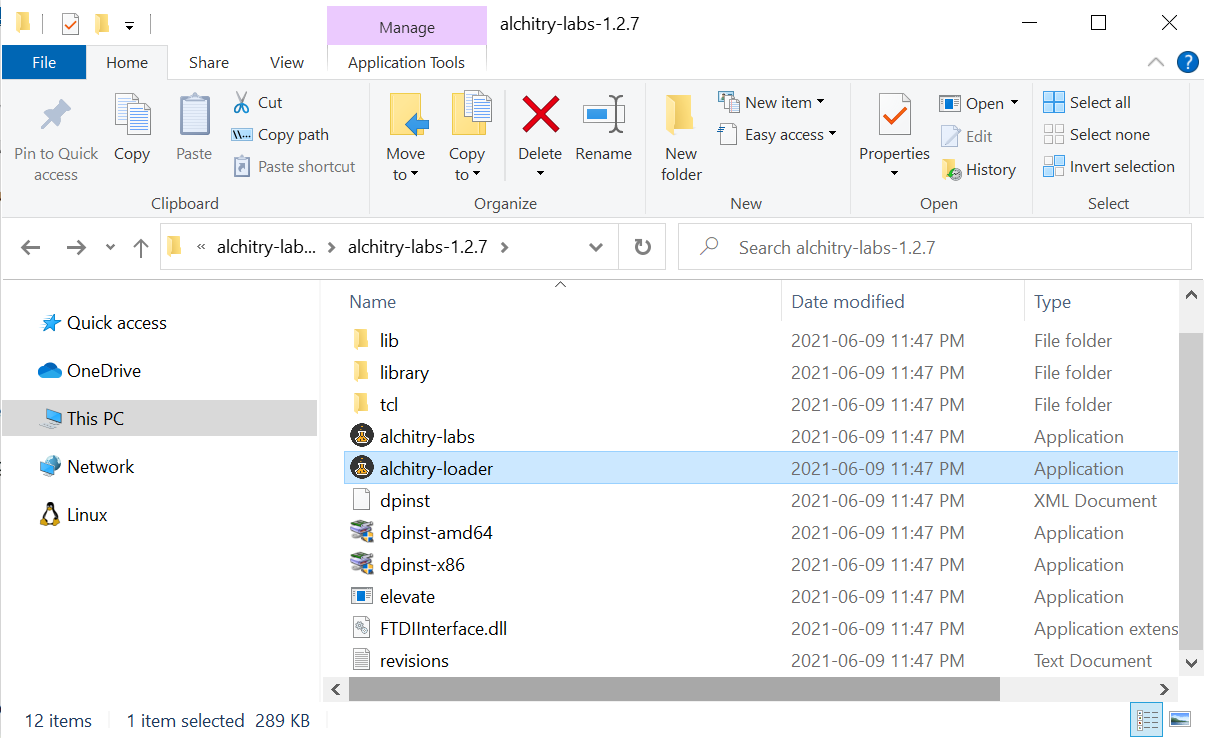 Manage
alchitry-labs-1.2.7
File Home Share View Application Tools
Pin to Quick access
Copy
Paste
Cut
Copy path
Paste shortcut
Clipboard
Move to
Copy to
Delete
Rename
Organize
New folder
New item
Easy access
New
Properties
Open
Edit
History
Open
Select all
Select none
Invert selection
Select
« alchitry-lab... > alchitry-labs-1.2.7 >
Search alchitry-labs-1.2.7
Quick access
OneDrive
This PC
Network
Linux
Name Date modified Type
lib 2021-06-09 11:47 PM File folder
library 2021-06-09 11:47 PM File folder
tcl 2021-06-09 11:47 PM File folder
alchitry-labs 2021-06-09 11:47 PM Application
alchitry-loader 2021-06-09 11:47 PM Application
dpinst 2021-06-09 11:47 PM XML Document
dpinst-amd64 2021-06-09 11:47 PM Application
dpinst-x86 2021-06-09 11:47 PM Application
elevate 2021-06-09 11:47 PM Application
FTDIInterface.dll 2021-06-09 11:47 PM Application extens
revisions 2021-06-09 11:47 PM Text Document
12 items 1 item selected 289 KB